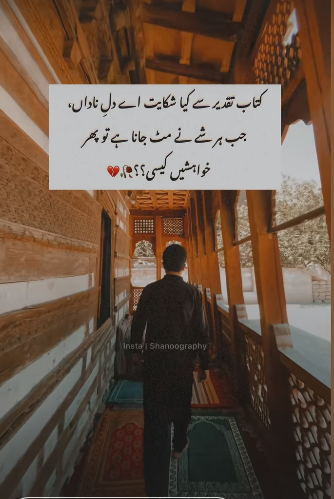 کتاب تقدیر سے کیا شکایت اے دلِ ناداں،
جب ہر شے نے مٹ جانا ہے تو پھر
خواہشیں کیسی؟؟🥀💔
Insta | Shanoography